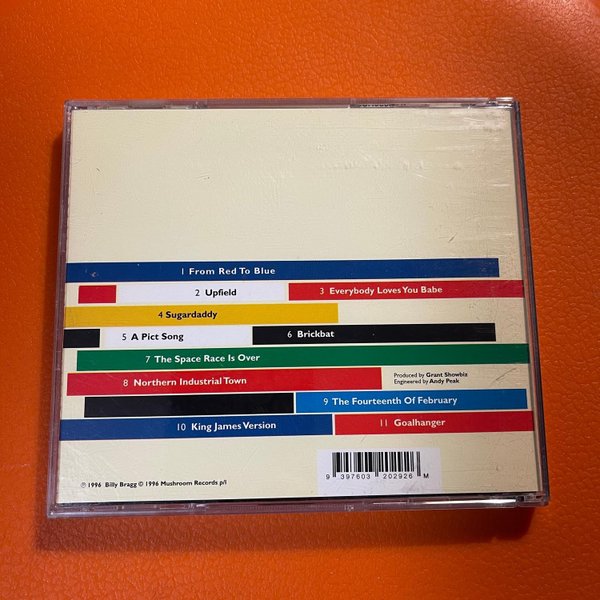 1 From Red To Blue
2 Upfield 3 Everybody Loves You Babe
4 Sugardaddy
5 A Pict Song 6 Brickbat
7 The Space Race Is Over
8 Northern Industrial Town
Produced by Grant Showbiz
Engineered by Andy Peak
9 The Fourteenth Of February
10 King James Version 11 Goalhanger
℗ 1996 Billy Bragg © 1996 Mushroom Records p/l
9 397603 202926 M